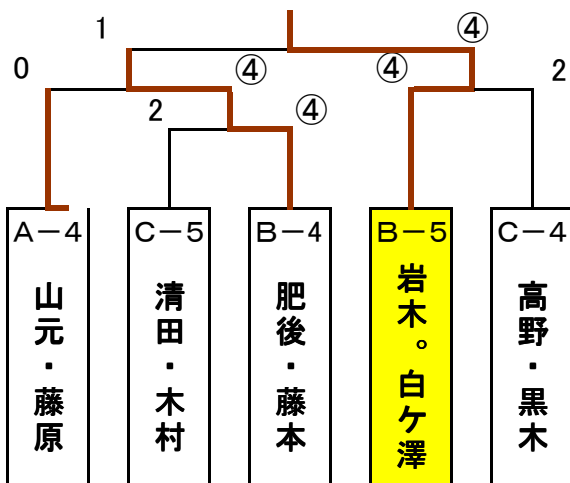 1
④
0
④
④
2
2
④
A-4
C-5
B-4
B-5
C-4
山元・藤原
清田・木村
肥後・藤本
岩木。白ケ澤
高野・黒木